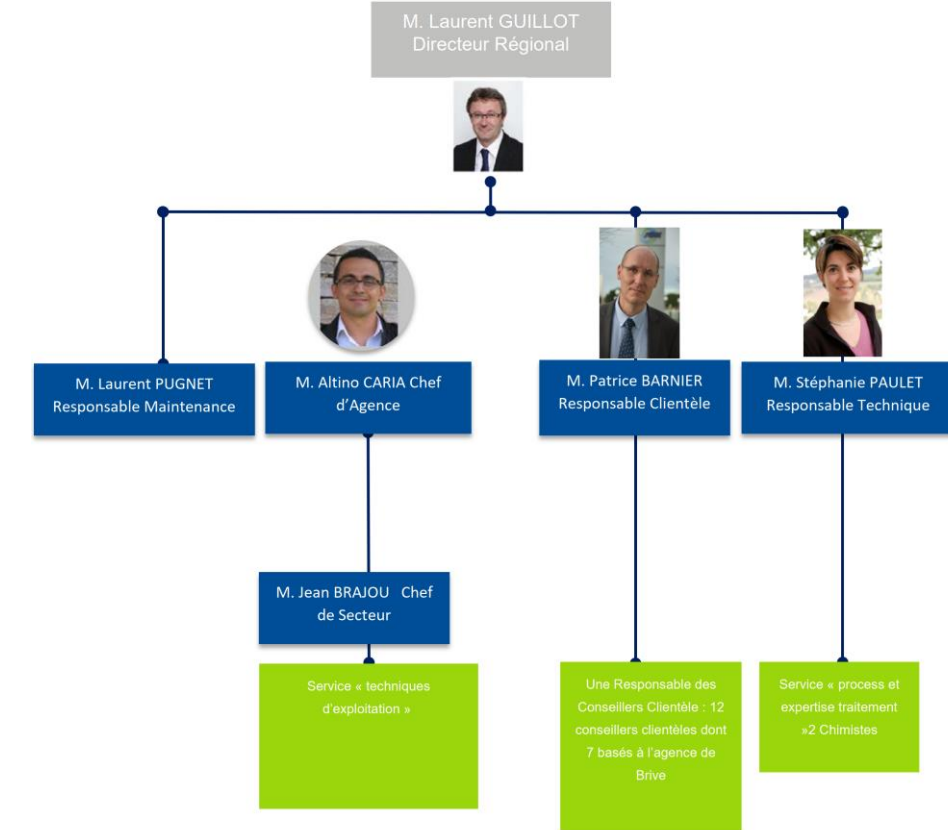 M. Laurent GUILLOT
Directeur Régional
M. Laurent PUGNET
Responsable Maintenance
M. Altino CARIA Chef
d’Agence
M. Patrice BARNIER
Responsable Clientèle
M. Stéphanie PAULET
Responsable Technique
M. Jean BRAJOU   Chef
de Secteur
Service « techniques
d’exploitation »
Une Responsable des
Conseillers Clientèle : 12
conseillers clientèles dont
7 basés à l’agence de
Brive
Service « process et
expertise traitement
»2 Chimistes